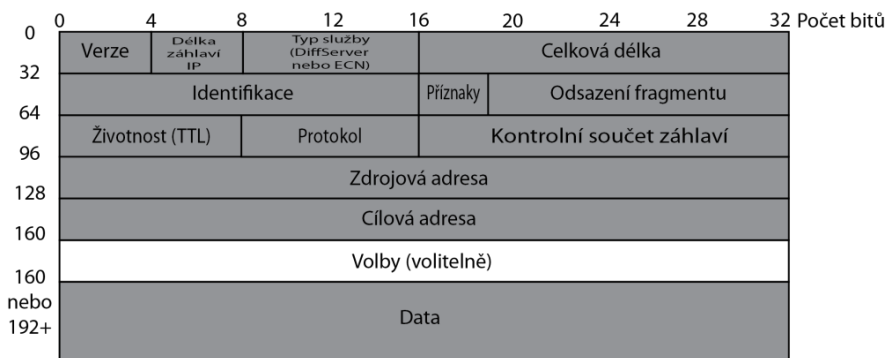 0 4 8 16 20 24 28 32 Počet bitů
0
Verze
Délka
záhlaví
IP
Typ služby
(DiffServer
nebo ECN)
Celková délka
32
Identifikace
Příznaky
Odsazení fragmentu
64
Životnost (TTL)
Protokol
Kontrolní součet záhlaví
96
Zdrojová adresa
128
Cílová adresa
160
Volby (volitelně)
160
nebo
192+
Data